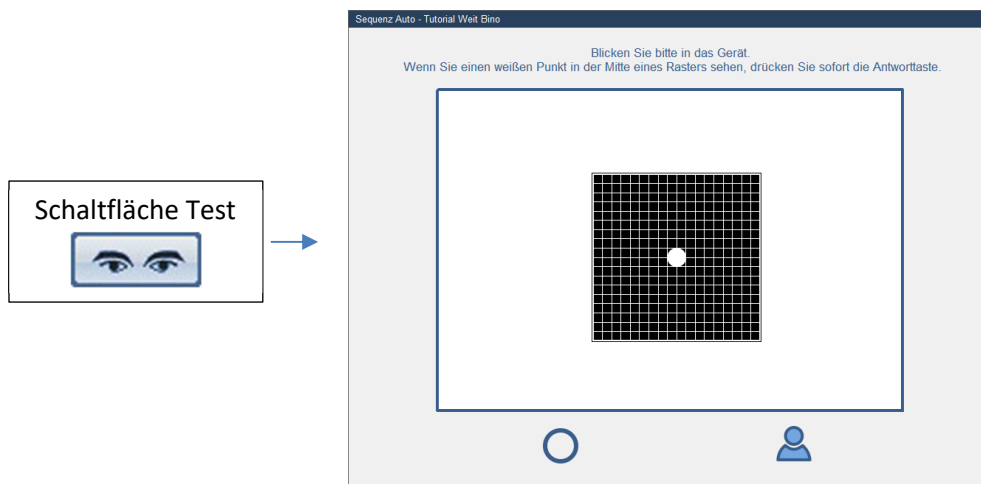 Sequenz Auto - Tutorial Weit Bino
Blicken Sie bitte in das Gerät.
Wenn Sie einen weißen Punkt in der Mitte eines Rasters sehen, drücken Sie sofort die Antworttaste.
Schaltfläche Test